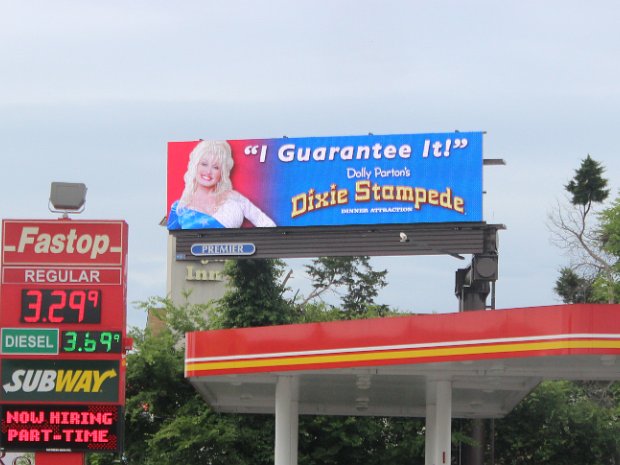 "I Guarantee It!"
Dolly Parton's
Dixie Stampede
DINNER ATTRACTION
PREMIER
Inn
Fastop
REGULAR
3.29⁹
DIESEL 3.69⁹
SUBWAY
NOW HIRING
PART-TIME